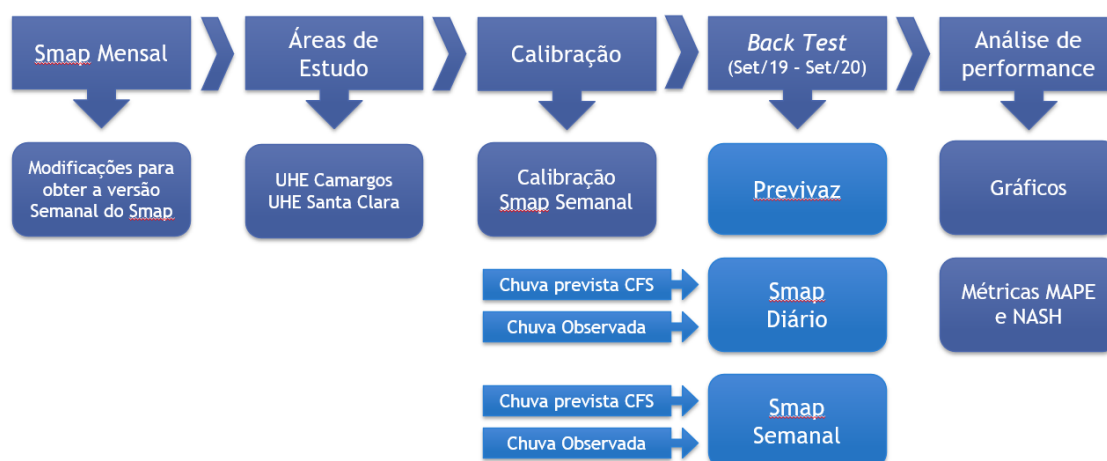 Smap Mensal
Áreas de
Estudo
Calibração
Back Test
(Set/19 - Set/20)
Análise de
performance
Modificações para
obter a versão
Semanal do Smap
UHE Camargos
UHE Santa Clara
Calibração
Smap Semanal
Previvaz
Gráficos
Chuva prevista CFS
Chuva Observada
Smap
Diário
Métricas MAPE
e NASH
Chuva prevista CFS
Chuva Observada
Smap
Semanal